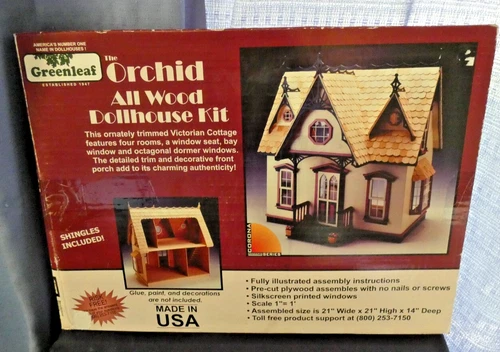 AMERICA'S NUMBER ONE
NAME IN DOLLHOUSES!
Greenleaf
ESTABLISHED 1947
The Orchid
All Wood
Dollhouse Kit
This ornately trimmed Victorian Cottage
features four rooms, a window seat, bay
window and octagonal dormer windows.
The detailed trim and decorative front
porch add to its charming authenticity!
SHINGLES
INCLUDED!
Glue, paint, and decorations
are not included.
MADE IN
USA
FREE!
CORONA
• Fully illustrated assembly instructions
• Pre-cut plywood assembles with no nails or screws
• Silkscreen printed windows
• Scale 1"= 1'
• Assembled size is 21" Wide x 21" High x 14" Deep
• Toll free product support at (800) 253-7150